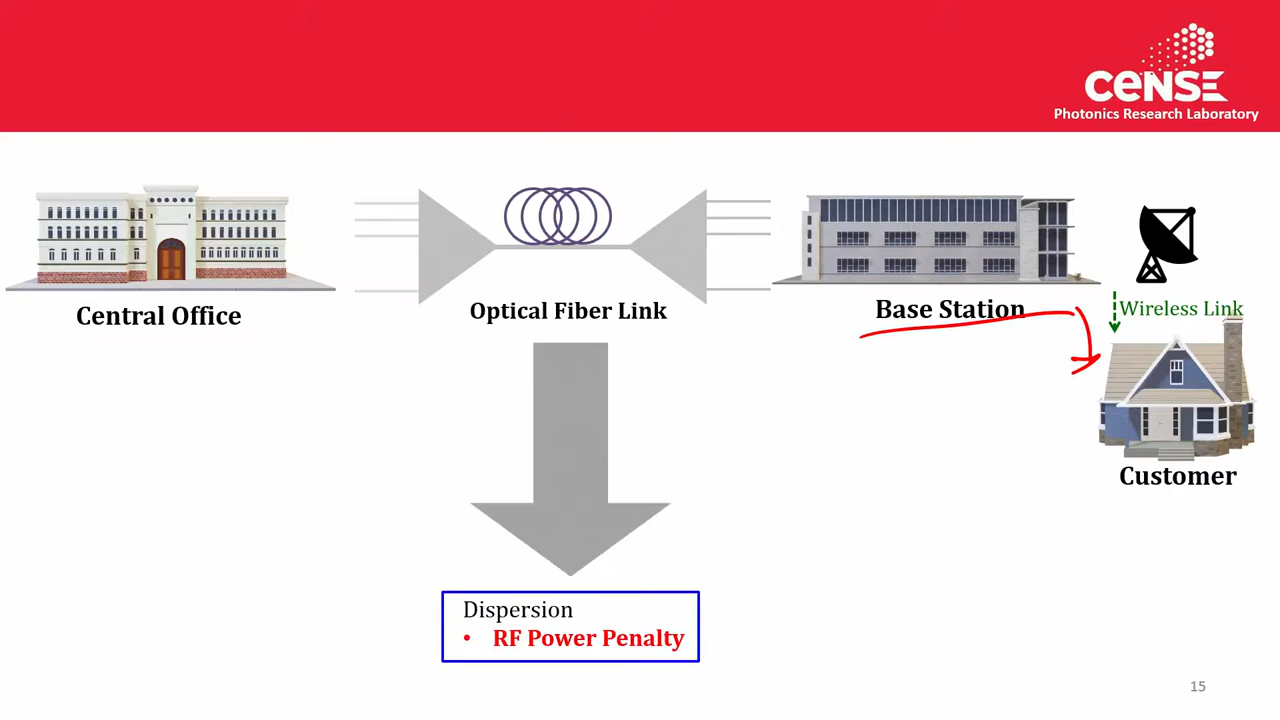 CENSE
Photonics Research Laboratory
Central Office
Optical Fiber Link
Base Station
Wireless Link
Customer
Dispersion
• RF Power Penalty
15